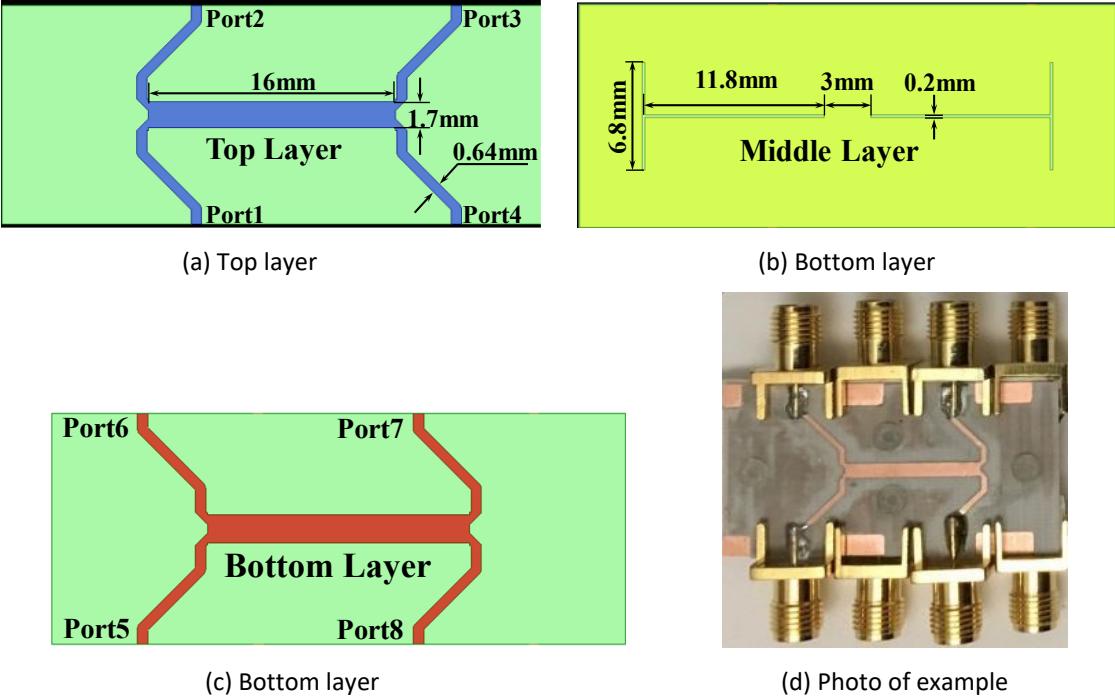 Port2
Port3
16mm
1.7mm
Top Layer
0.64mm
Port1
Port4
(a) Top layer
6.8mm
11.8mm
3mm
0.2mm
Middle Layer
(b) Bottom layer
Port6
Port7
Bottom Layer
Port5
Port8
(c) Bottom layer
(d) Photo of example